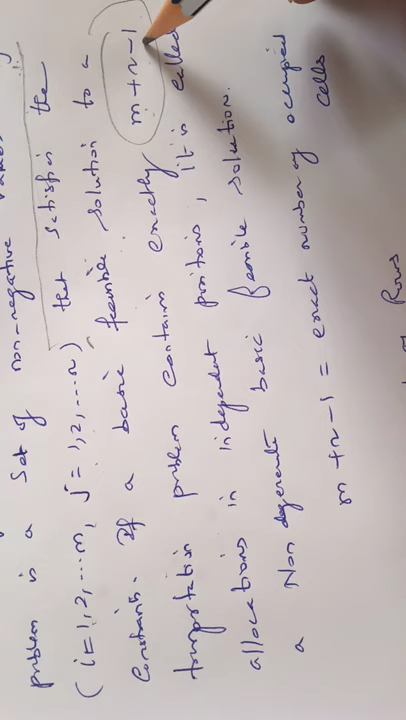 problem is a set of non-negative values
(i=1,2,...m, j=1,2,...n) that satisfies the
constraints. If a basic feasible solution to a
transportation problem contains exactly m+n-1
allocations in independent positions, it is called
a Non degenerate basic feasible solution.
m+n-1 = exact number of occupied
cells
Rows